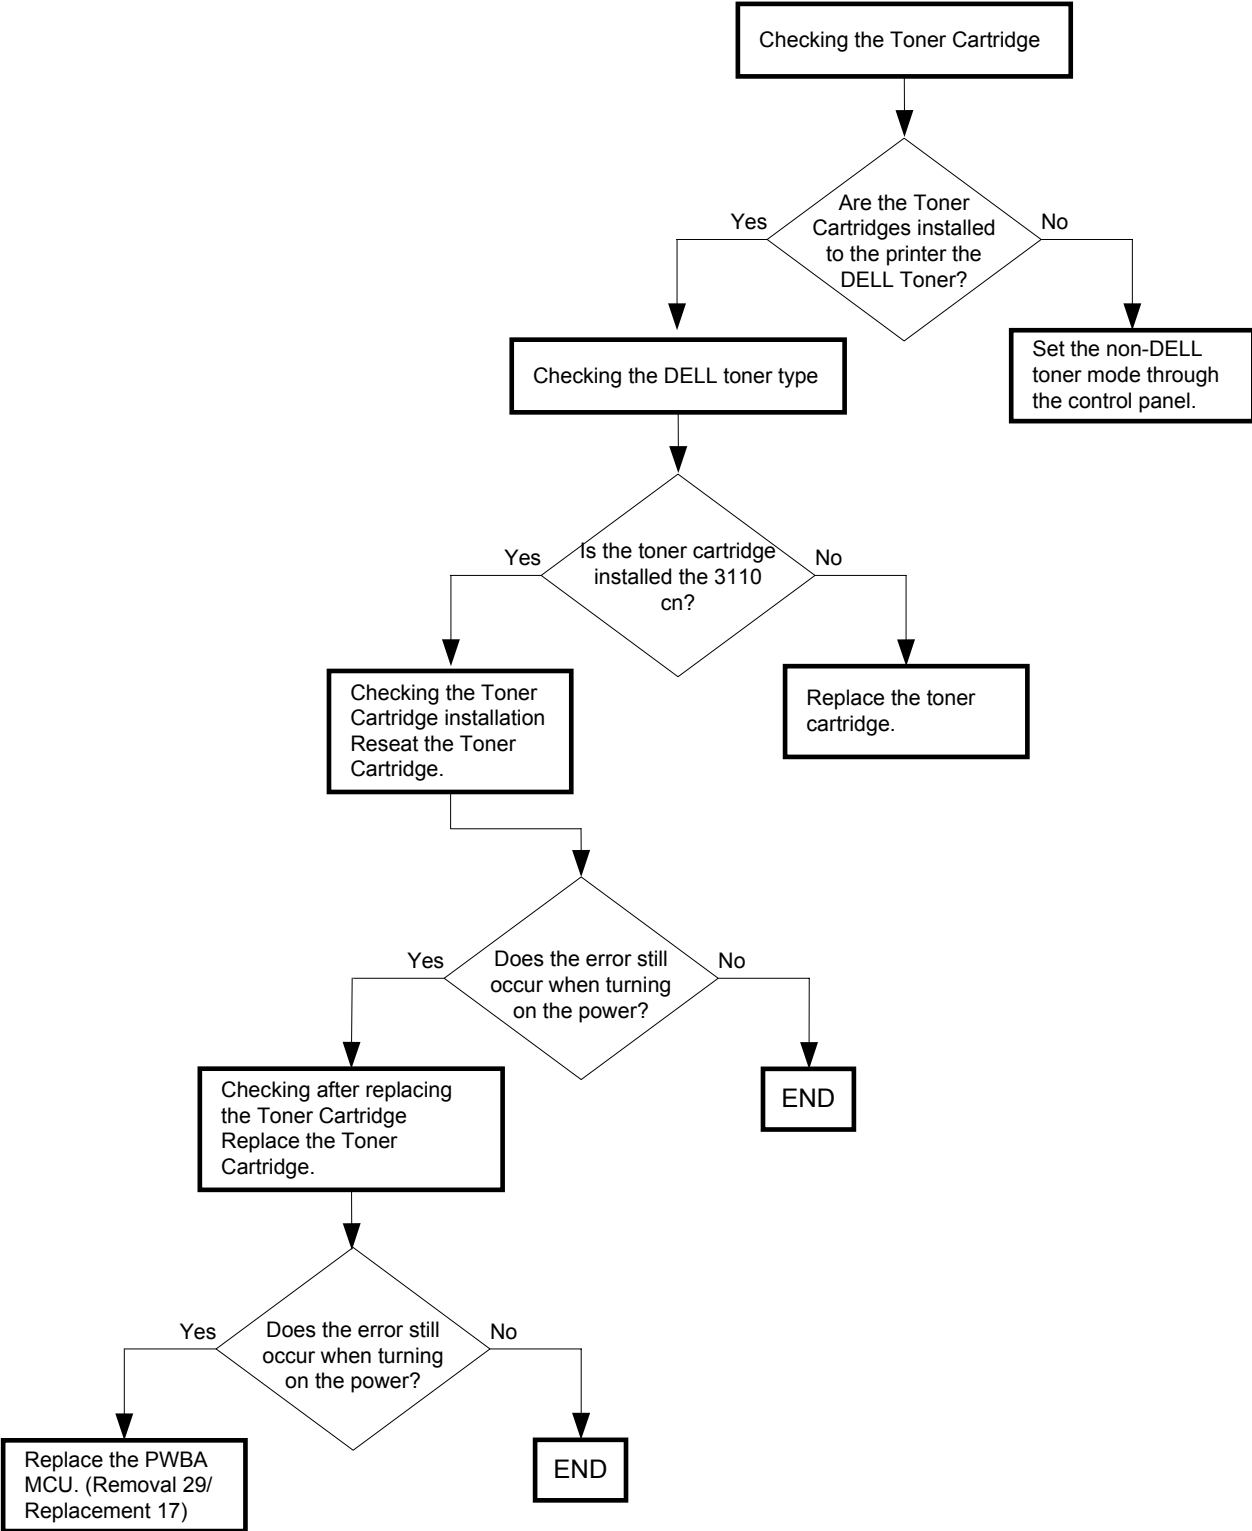 Checking the Toner Cartridge
Are the Toner
Cartridges installed
to the printer the
DELL Toner?
Yes
No
Checking the DELL toner type
Set the non-DELL
toner mode through
the control panel.
Is the toner cartridge
installed the 3110
cn?
Yes
No
Checking the Toner
Cartridge installation
Reseat the Toner
Cartridge.
Replace the toner
cartridge.
Does the error still
occur when turning
on the power?
Yes
No
Checking after replacing
the Toner Cartridge
Replace the Toner
Cartridge.
END
Does the error still
occur when turning
on the power?
Yes
No
Replace the PWBA
MCU. (Removal 29/
Replacement 17)
END